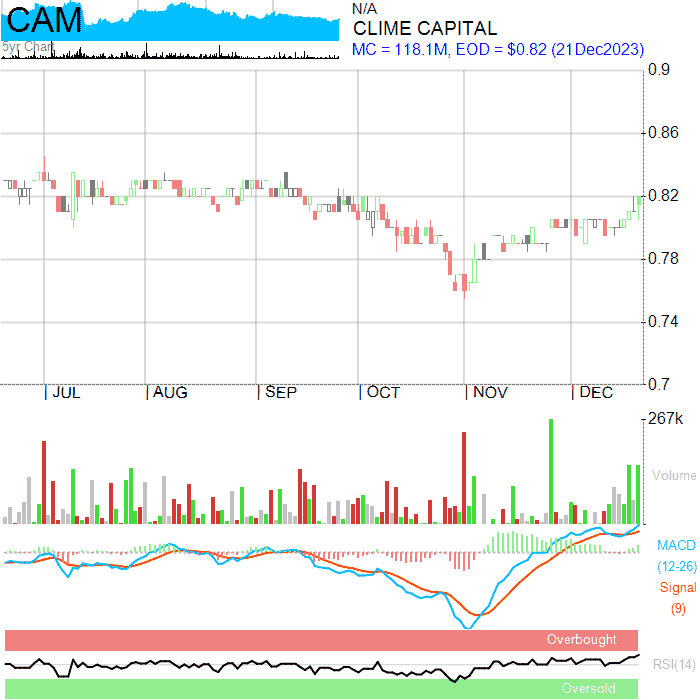 CAM
5yr Chart
N/A
CLIME CAPITAL
MC = 118.1M, EOD = $0.82 (21Dec2023)
0.9
0.86
0.82
0.78
0.74
0.7
JUL AUG SEP OCT NOV DEC
267k
Volume
MACD
(12-26)
Signal
(9)
Overbought
RSI(14)
Oversold